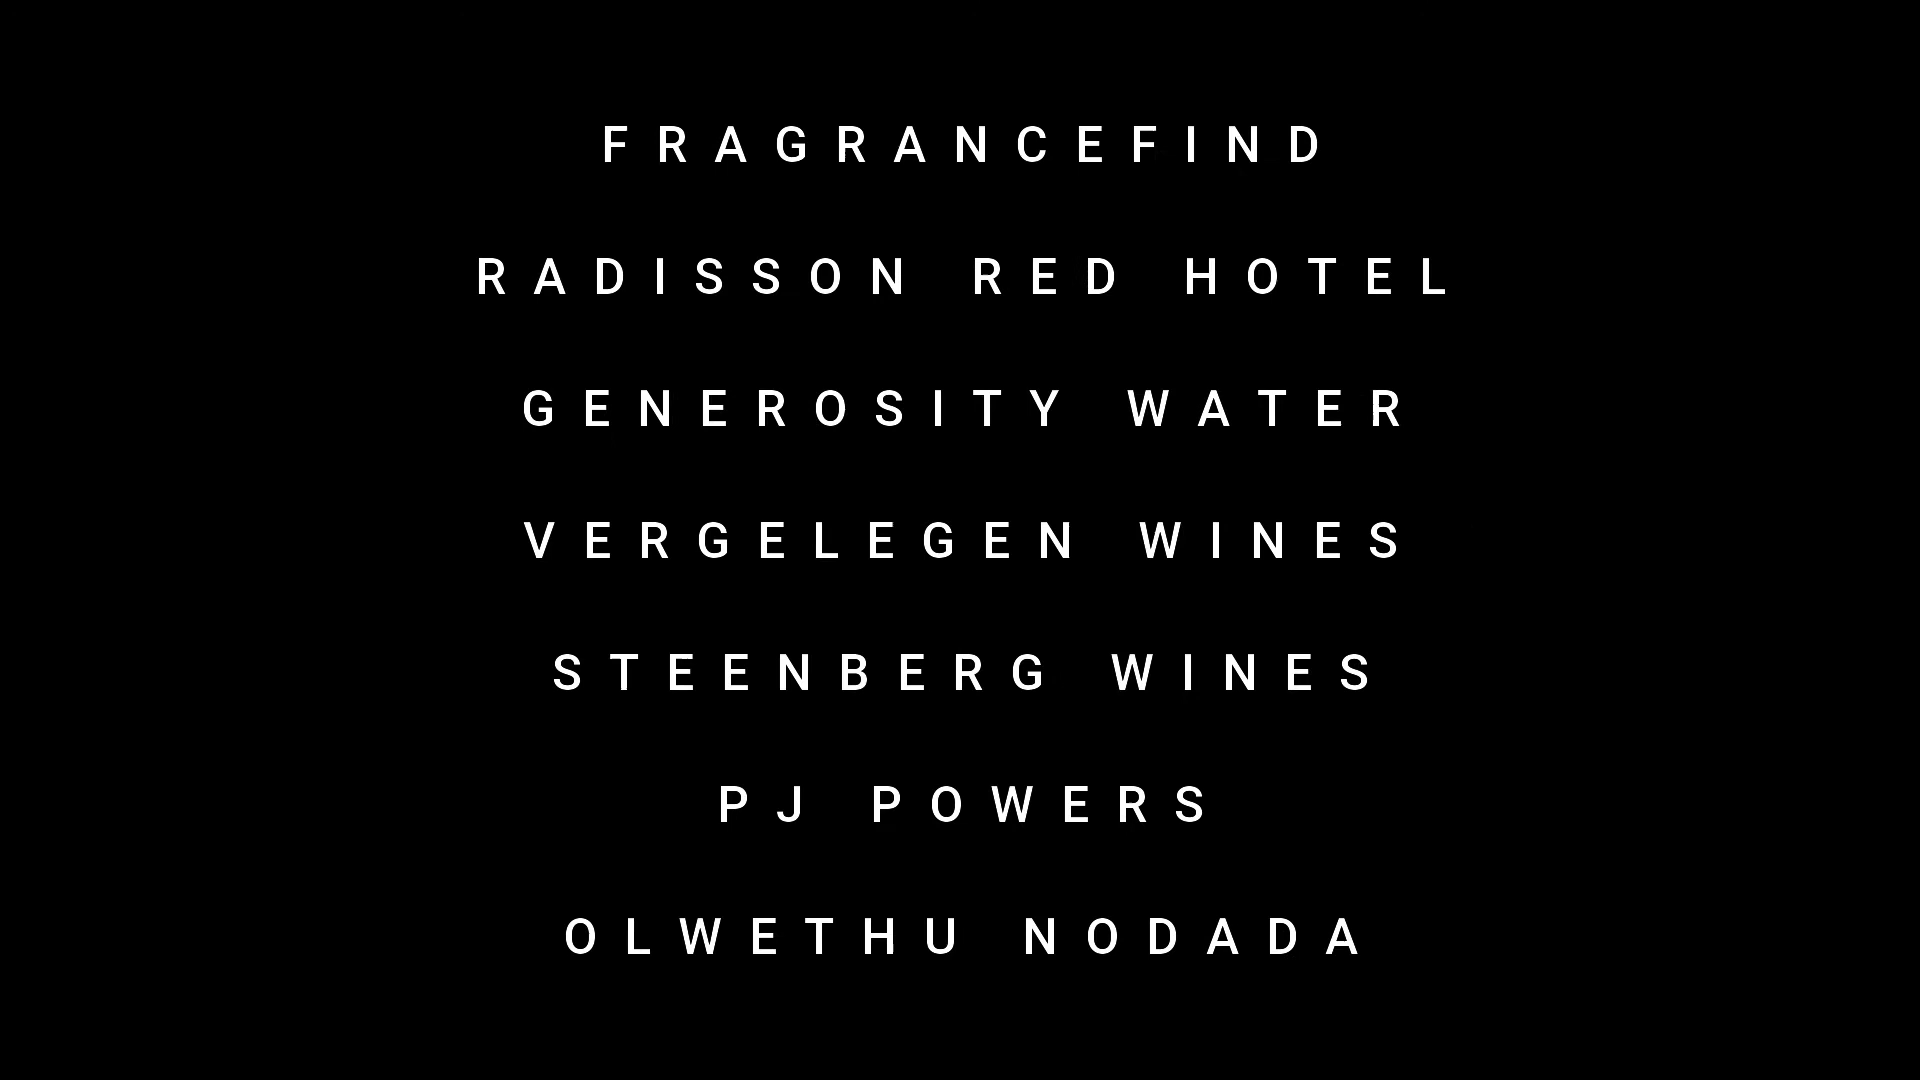 FRAGRANCEFIND
RADISSON RED HOTEL
GENEROSITY WATER
VERGELEGEN WINES
STEENBERG WINES
PJ POWERS
OLWETHU NODADA